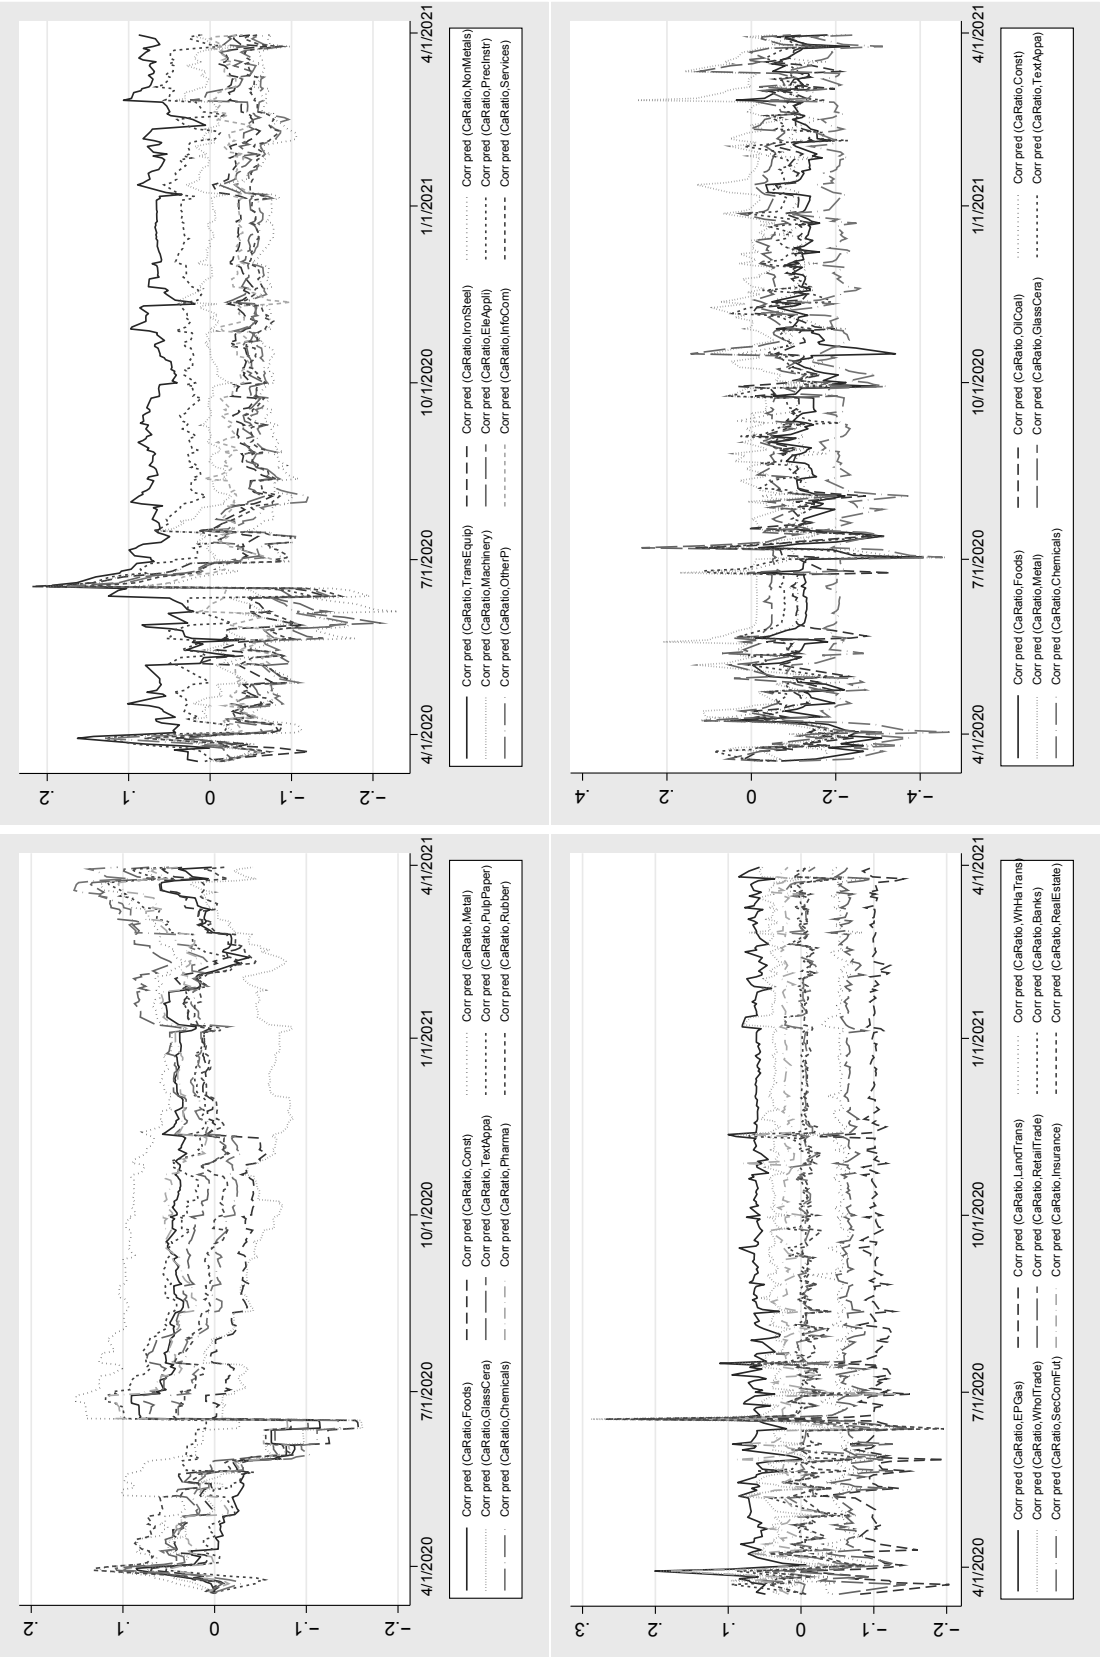 .2
.1
0
-.1
-.2
4/1/2020 7/1/2020 10/1/2020 1/1/2021 4/1/2021
Corr pred (CaRatio,Foods) Corr pred (CaRatio,Const) Corr pred (CaRatio,Metal)
Corr pred (CaRatio,GlassCera) Corr pred (CaRatio,TextAppa) Corr pred (CaRatio,PulpPaper)
Corr pred (CaRatio,Chemicals) Corr pred (CaRatio,Pharma) Corr pred (CaRatio,Rubber)
.2
.1
0
-.1
-.2
4/1/2020 7/1/2020 10/1/2020 1/1/2021 4/1/2021
Corr pred (CaRatio,TransEquip) Corr pred (CaRatio,IronSteel) Corr pred (CaRatio,NonMetals)
Corr pred (CaRatio,Machinery) Corr pred (CaRatio,EleAppli) Corr pred (CaRatio,PrecInstr)
Corr pred (CaRatio,OtherP) Corr pred (CaRatio,InfoCom) Corr pred (CaRatio,Services)
.3
.2
.1
0
-.1
-.2
4/1/2020 7/1/2020 10/1/2020 1/1/2021 4/1/2021
Corr pred (CaRatio,EPGas) Corr pred (CaRatio,LandTrans) Corr pred (CaRatio,WhHaTrans)
Corr pred (CaRatio,WholTrade) Corr pred (CaRatio,RetailTrade) Corr pred (CaRatio,Banks)
Corr pred (CaRatio,SecComFut) Corr pred (CaRatio,Insurance) Corr pred (CaRatio,RealEstate)
.4
.2
0
-.2
-.4
4/1/2020 7/1/2020 10/1/2020 1/1/2021 4/1/2021
Corr pred (CaRatio,Foods) Corr pred (CaRatio,OilCoal) Corr pred (CaRatio,Const)
Corr pred (CaRatio,Metal) Corr pred (CaRatio,GlassCera) Corr pred (CaRatio,TextAppa)
Corr pred (CaRatio,Chemicals)